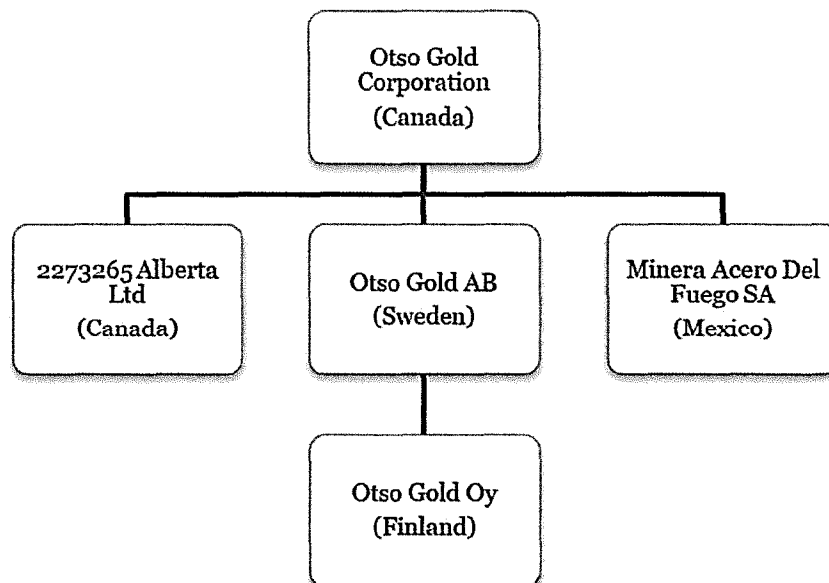 Otso Gold
Corporation
(Canada)
2273265 Alberta
Ltd
(Canada)
Otso Gold AB
(Sweden)
Minera Acero Del
Fuego SA
(Mexico)
Otso Gold Oy
(Finland)